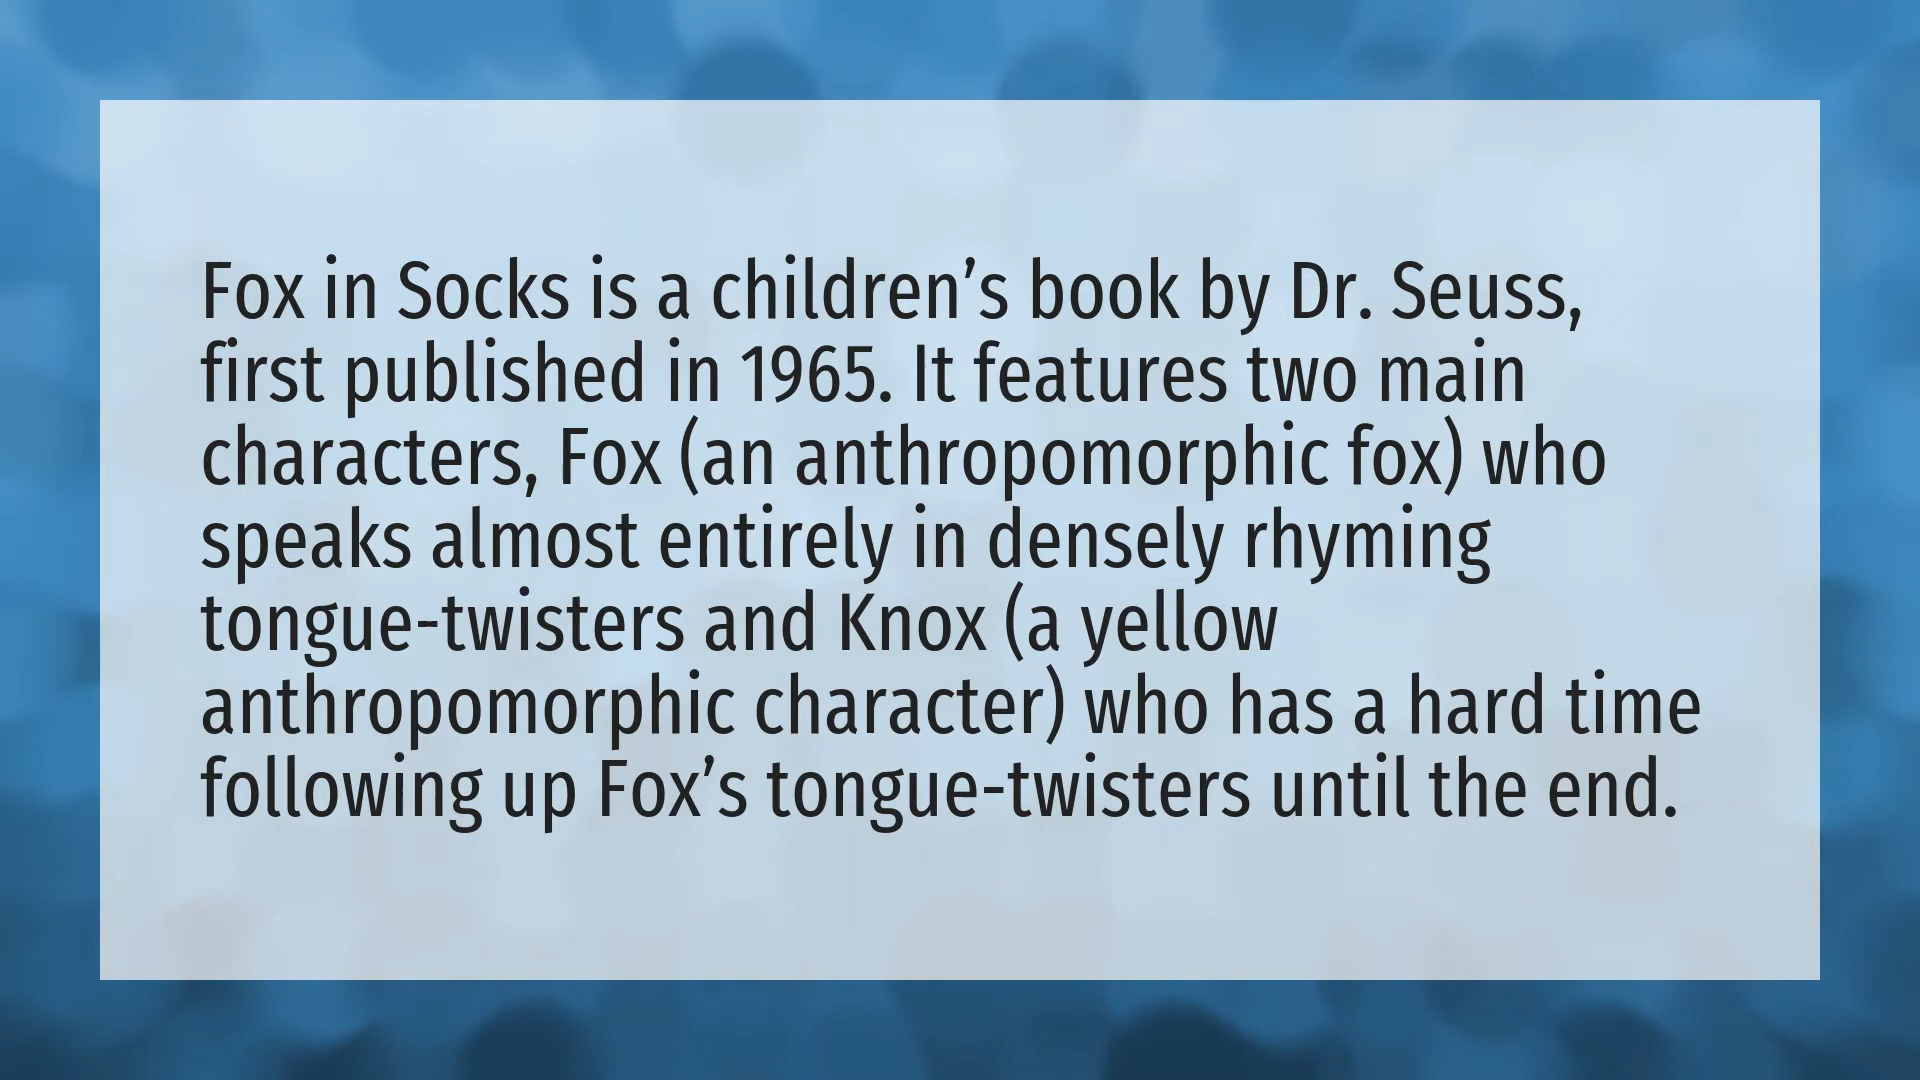 Fox in Socks is a children’s book by Dr. Seuss,
first published in 1965. It features two main
characters, Fox (an anthropomorphic fox) who
speaks almost entirely in densely rhyming
tongue-twisters and Knox (a yellow
anthropomorphic character) who has a hard time
following up Fox’s tongue-twisters until the end.